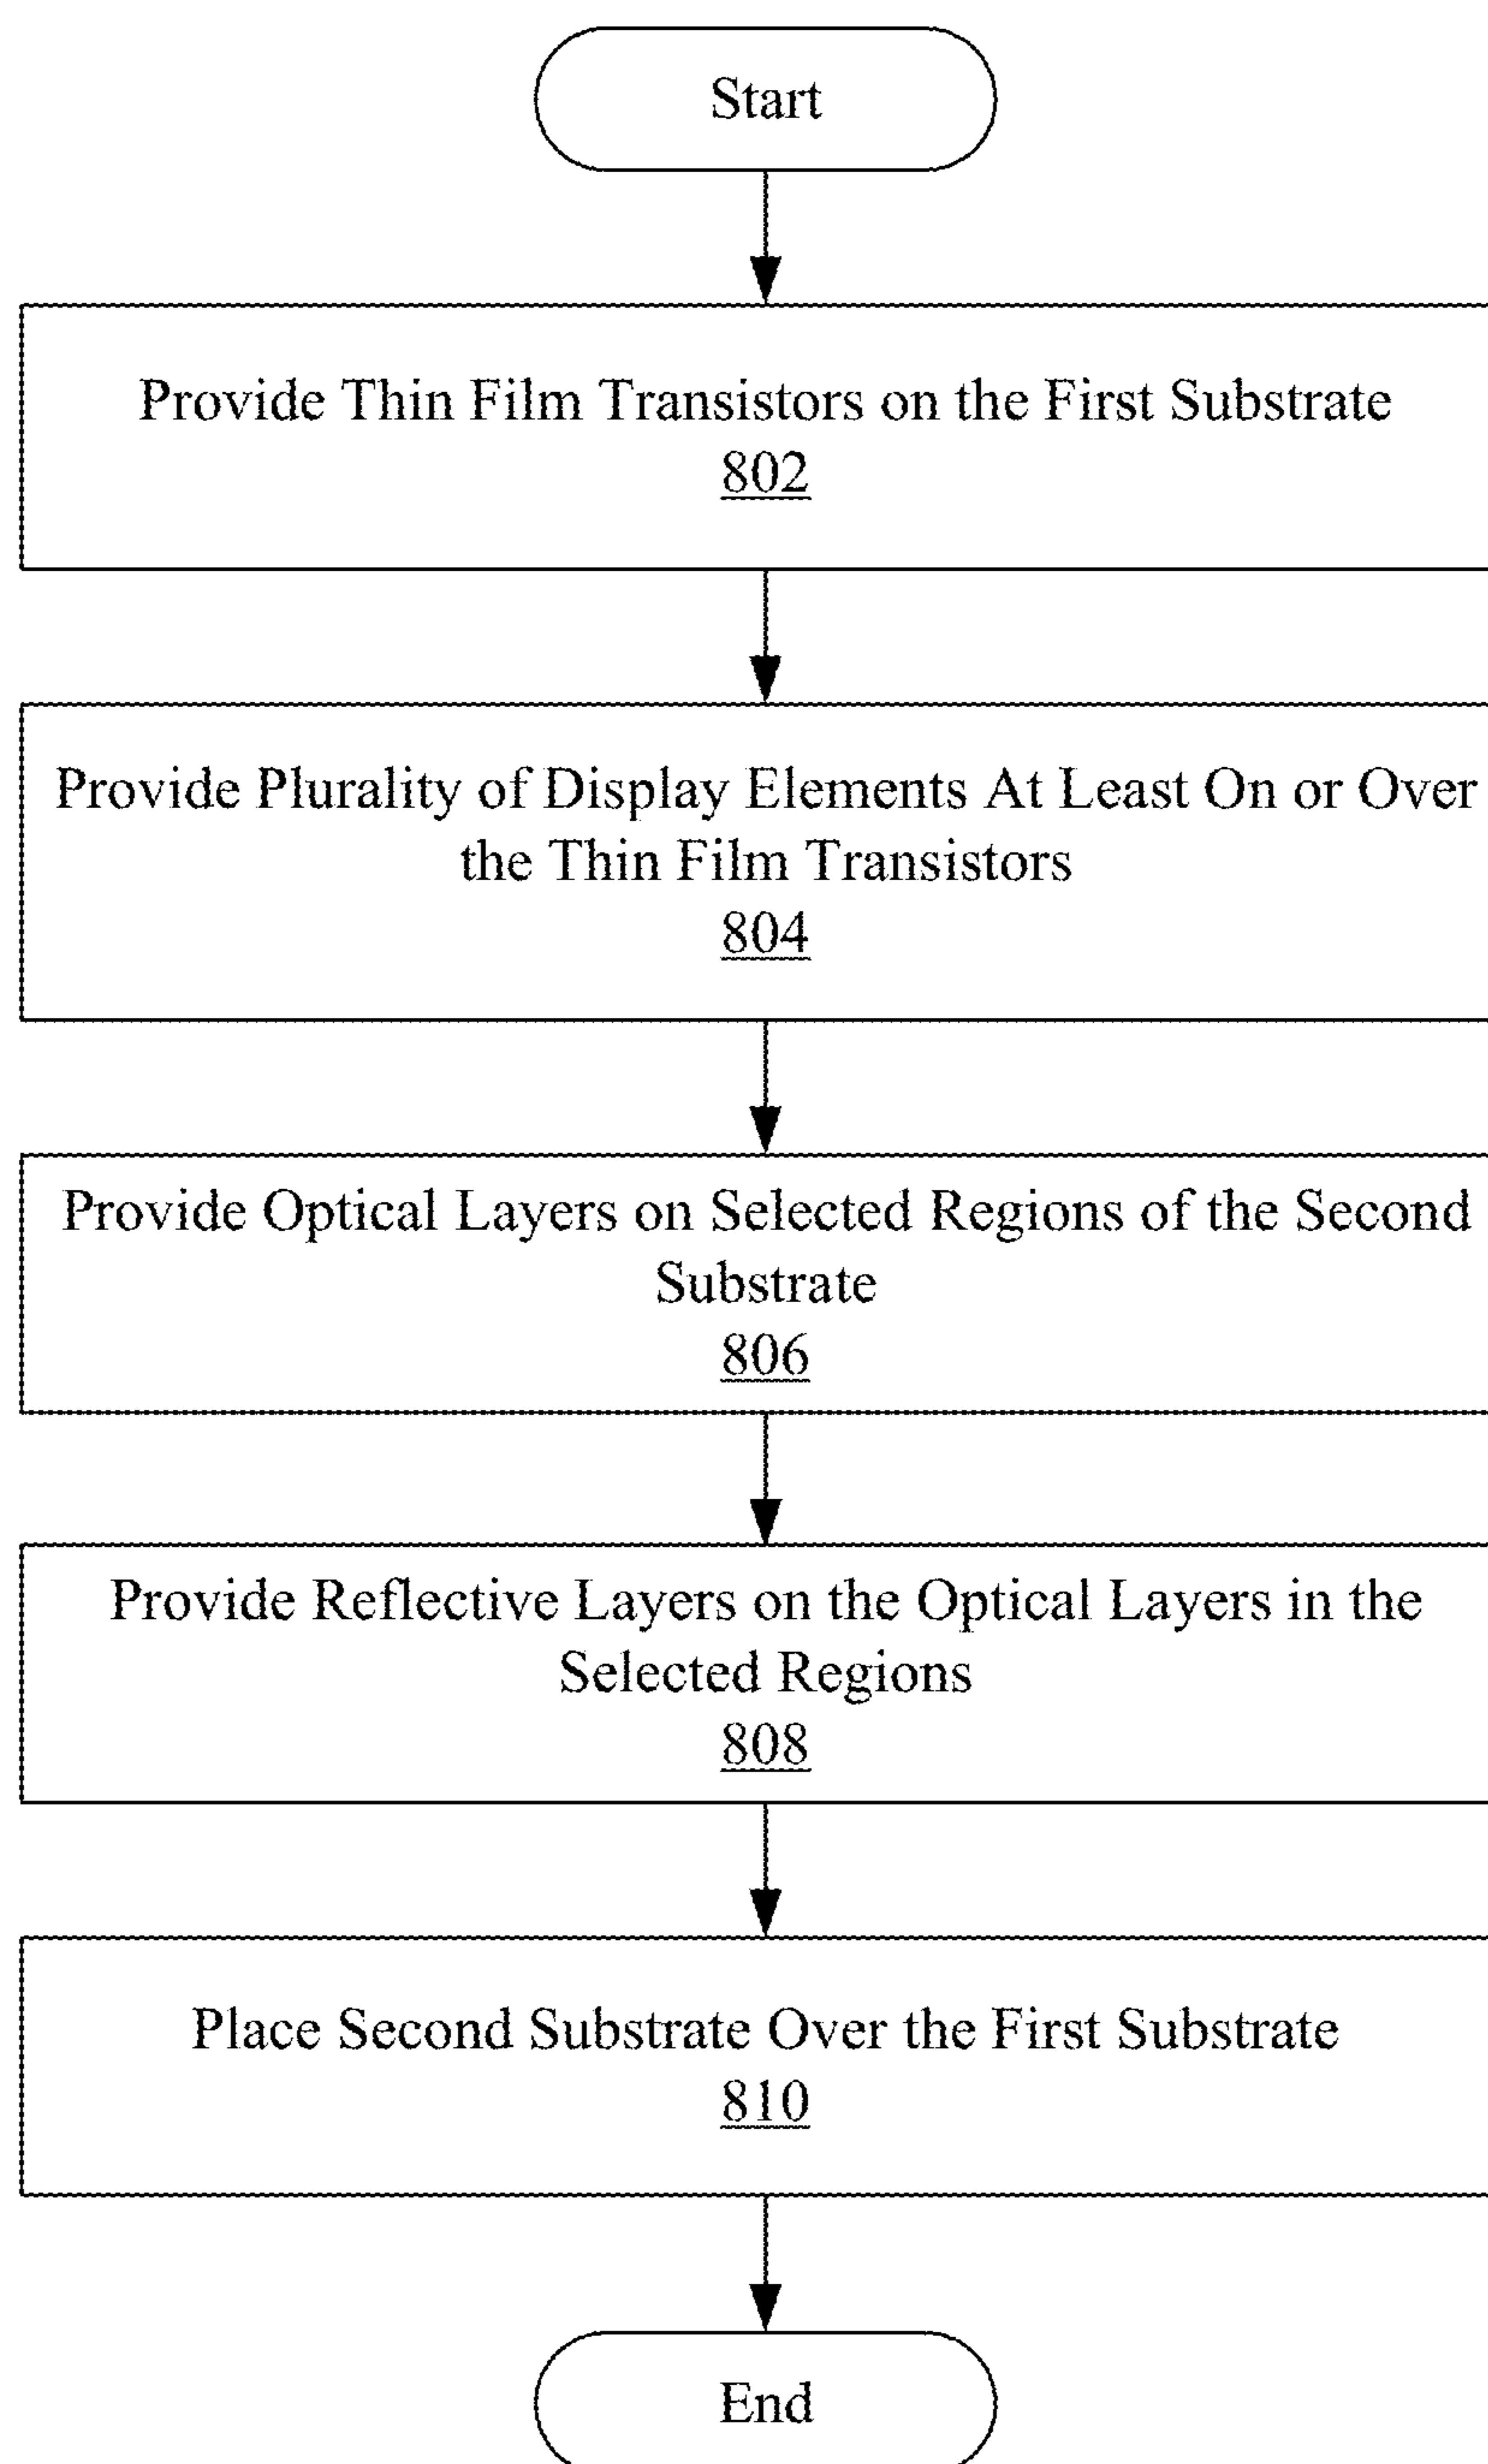 Start
Provide Thin Film Transistors on the First Substrate
802
Provide Plurality of Display Elements At Least On or Over
the Thin Film Transistors
804
Provide Optical Layers on Selected Regions of the Second
Substrate
806
Provide Reflective Layers on the Optical Layers in the
Selected Regions
808
Place Second Substrate Over the First Substrate
810
End